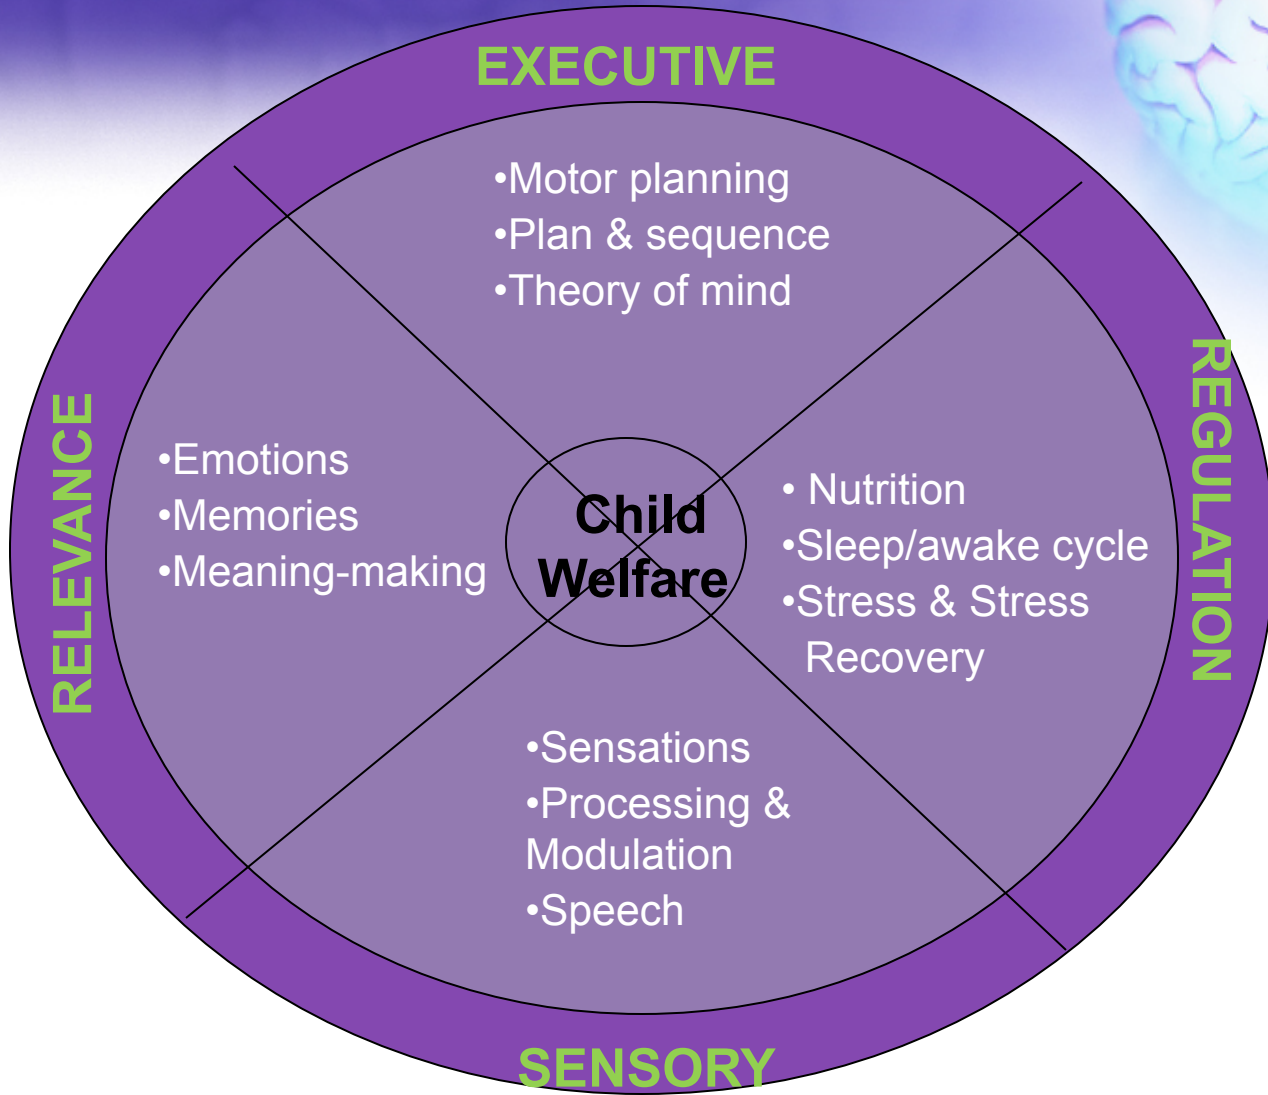 EXECUTIVE
•Motor planning
•Plan & sequence
•Theory of mind
RELEVANCE
•Emotions
•Memories
•Meaning-making
Child
Welfare
• Nutrition
•Sleep/awake cycle
•Stress & Stress
Recovery
REGULATION
•Sensations
•Processing &
Modulation
•Speech
SENSORY